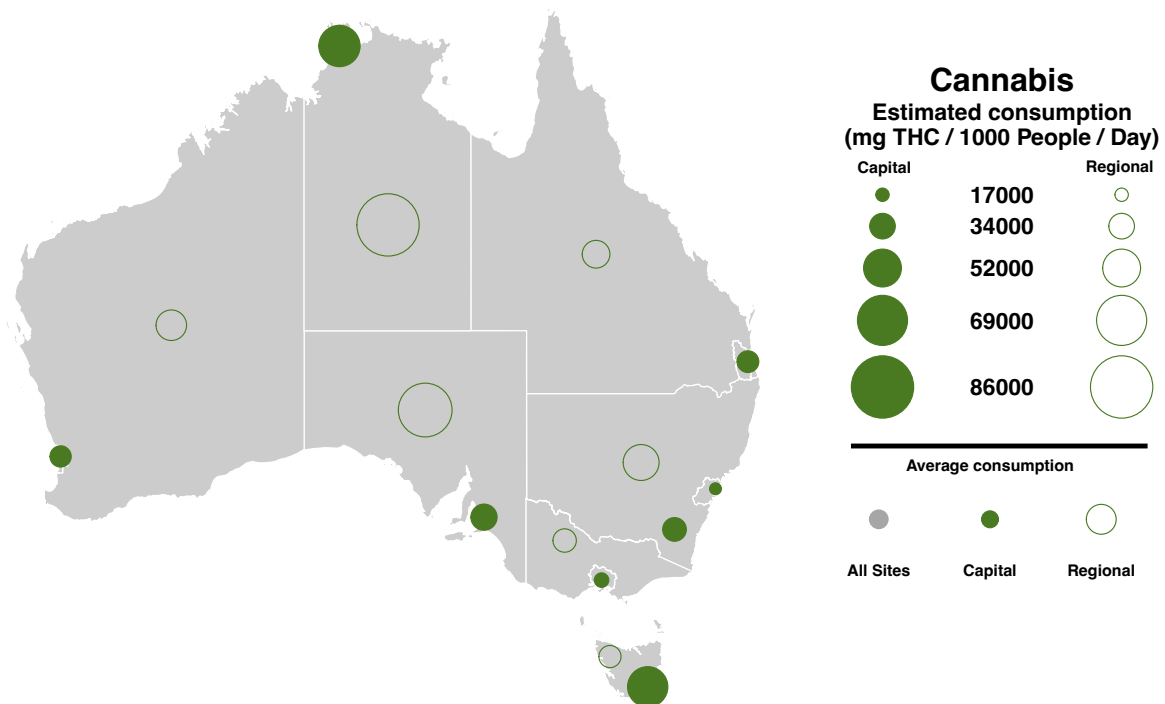 Cannabis
Estimated consumption
(mg THC / 1000 People / Day)
Capital Regional
17000
34000
52000
69000
86000
Average consumption
All Sites Capital Regional